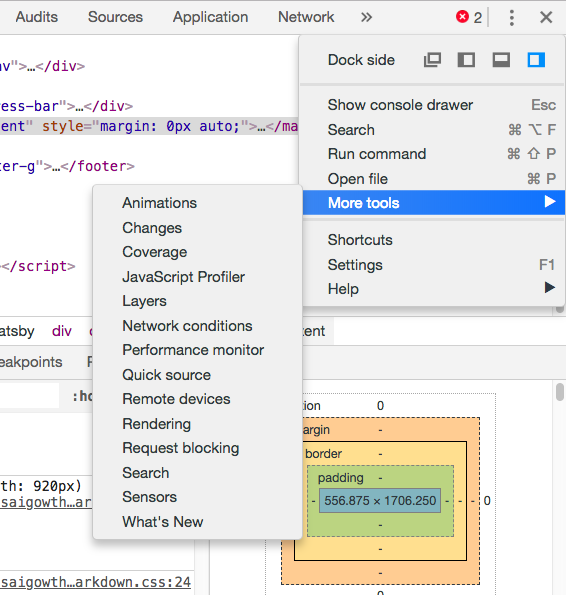 Audits Sources Application Network » 2
Dock side
av">…</div>
Show console drawer Esc
ress-bar">…</div>
Search ⌘ ⌥ F
ent" style="margin: 0px auto;">…</ma
Run command ⌘ ⇧ P
ter-g">…</footer>
Open file ⌘ P
More tools ▶
Animations
Changes
Shortcuts
Coverage
></script>
Settings F1
JavaScript Profiler
Help ▶
Layers
Network conditions
atsby div tent
Performance monitor
eakpoints
Quick source
Remote devices
:ho
tion 0
Rendering
argin -
Request blocking
border -
Search
padding -
th: 920px)
Sensors
saigowth…ark
- 556.875 × 1706.250 - - - 0
What's New
-
-
-
saigowth…arkdown.css:24
0